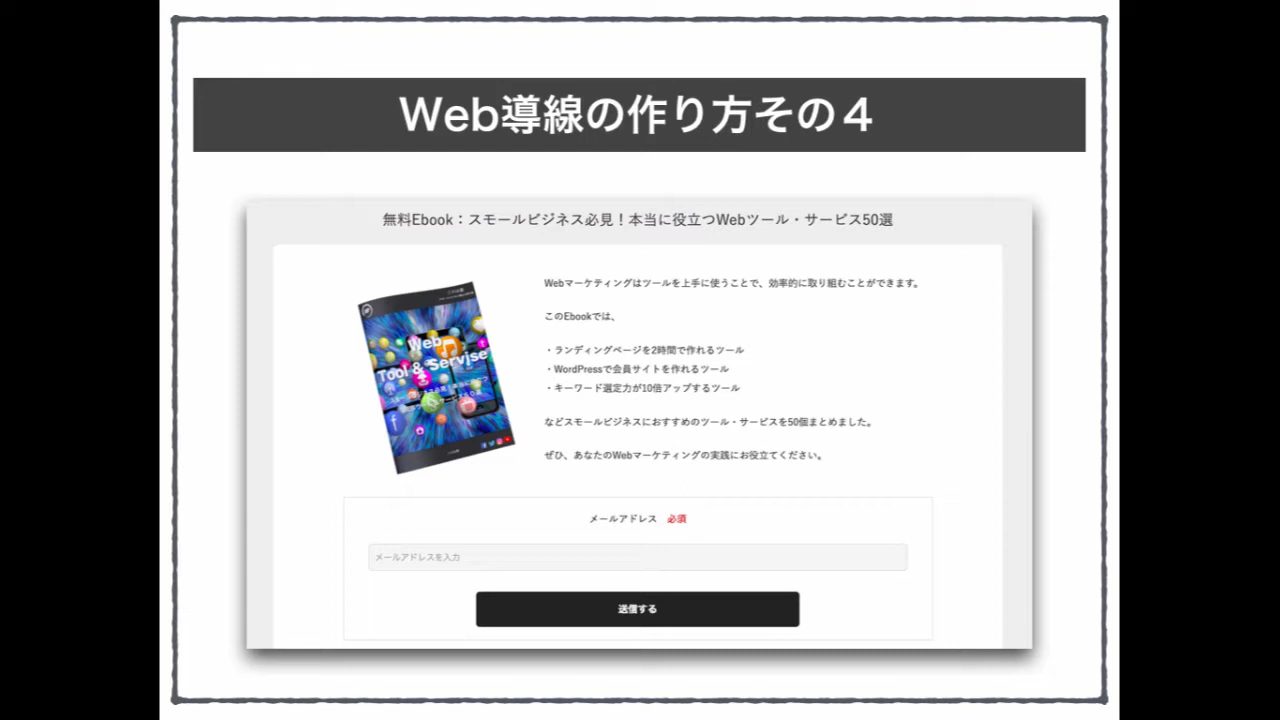 Web導線の作り方その４
無料Ebook：スモールビジネス必見！本当に役立つWebツール・サービス50選
Webマーケティングはツールを上手に使うことで、効率的に取り組むことができます。
このEbookでは、
・ランディングページを2時間で作れるツール
・WordPressで会員サイトを作れるツール
・キーワード選定力が10倍アップするツール
などスモールビジネスにおすすめのツール・サービスを50個まとめました。
ぜひ、あなたのWebマーケティングの実践にお役立てください。
Web
Tool & Servise
メールアドレス 必須
メールアドレスを入力
送信する